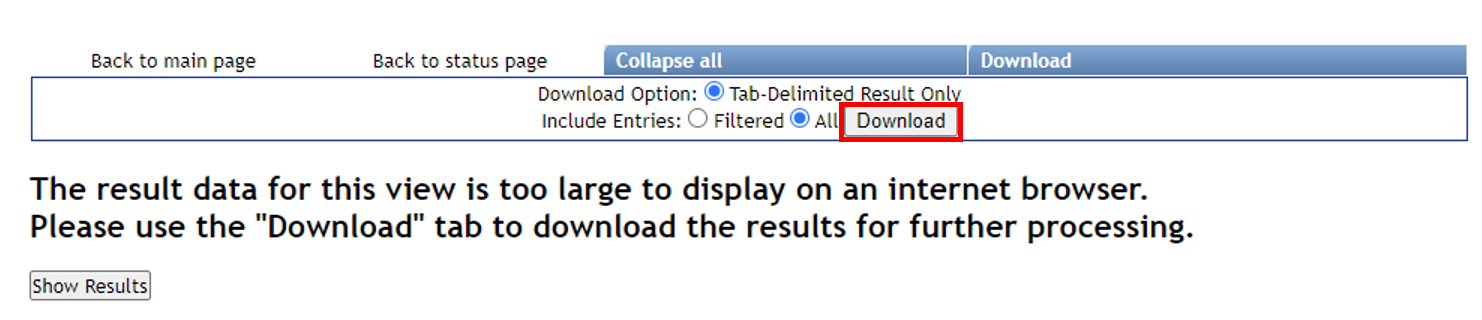 Back to main page Back to status page Collapse all Download
Download Option: Tab-Delimited Result Only
Include Entries: Filtered All Download
The result data for this view is too large to display on an internet browser.
Please use the "Download" tab to download the results for further processing.
Show Results